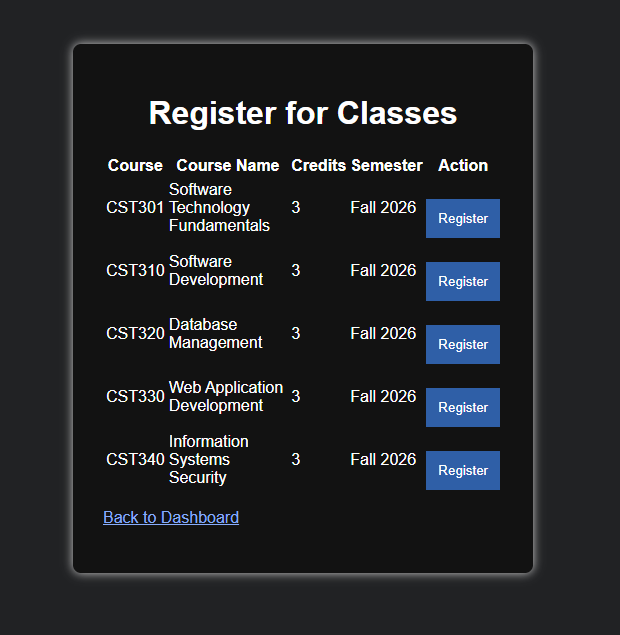 Register for Classes
Course Course Name Credits Semester Action
CST301 Software Technology Fundamentals 3 Fall 2026 Register
CST310 Software Development 3 Fall 2026 Register
CST320 Database Management 3 Fall 2026 Register
CST330 Web Application Development 3 Fall 2026 Register
CST340 Information Systems Security 3 Fall 2026 Register
Back to Dashboard